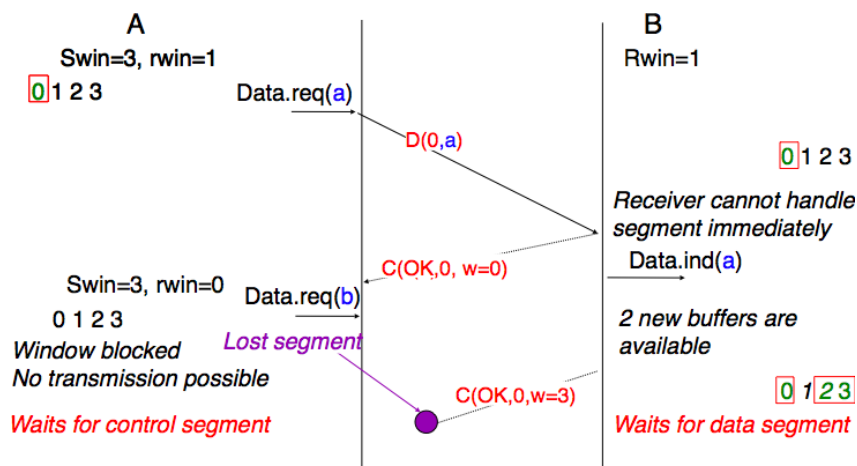 A
B
Swin=3, rwin=1
Rwin=1
0 1 2 3
Data.req(a)
D(0,a)
0 1 2 3
Receiver cannot handle
segment immediately
C(OK,0, w=0)
Data.ind(a)
Swin=3, rwin=0
Data.req(b)
0 1 2 3
2 new buffers are
available
Lost segment
Window blocked
No transmission possible
C(OK,0,w=3)
0 1 2 3
Waits for control segment
Waits for data segment